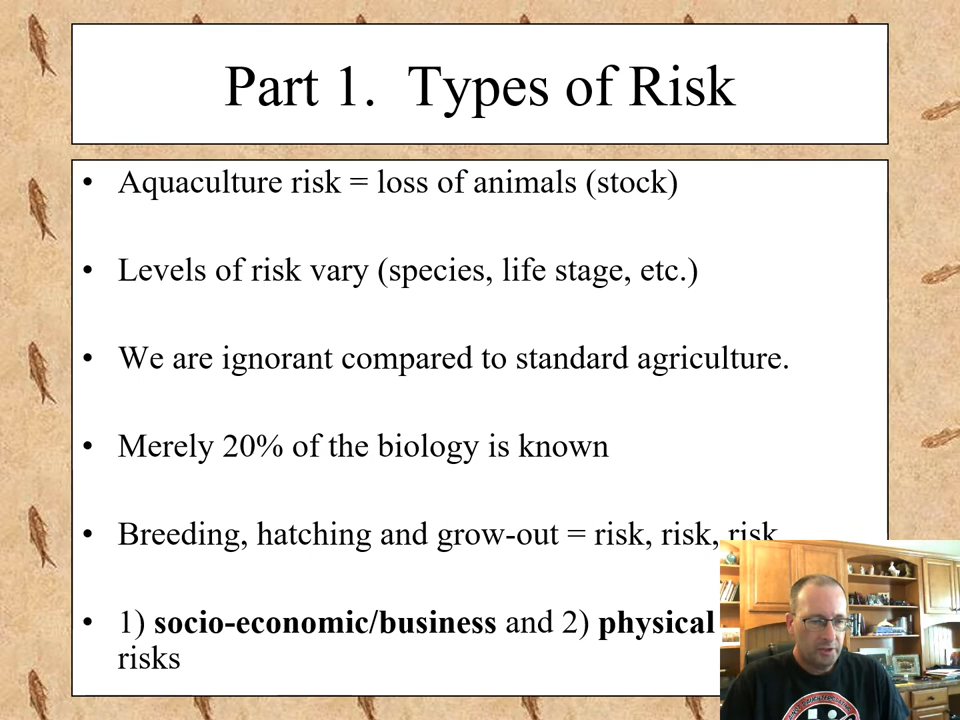 Part 1. Types of Risk
• Aquaculture risk = loss of animals (stock)
• Levels of risk vary (species, life stage, etc.)
• We are ignorant compared to standard agriculture.
• Merely 20% of the biology is known
• Breeding, hatching and grow-out = risk, risk, risk
• 1) socio-economic/business and 2) physical
risks